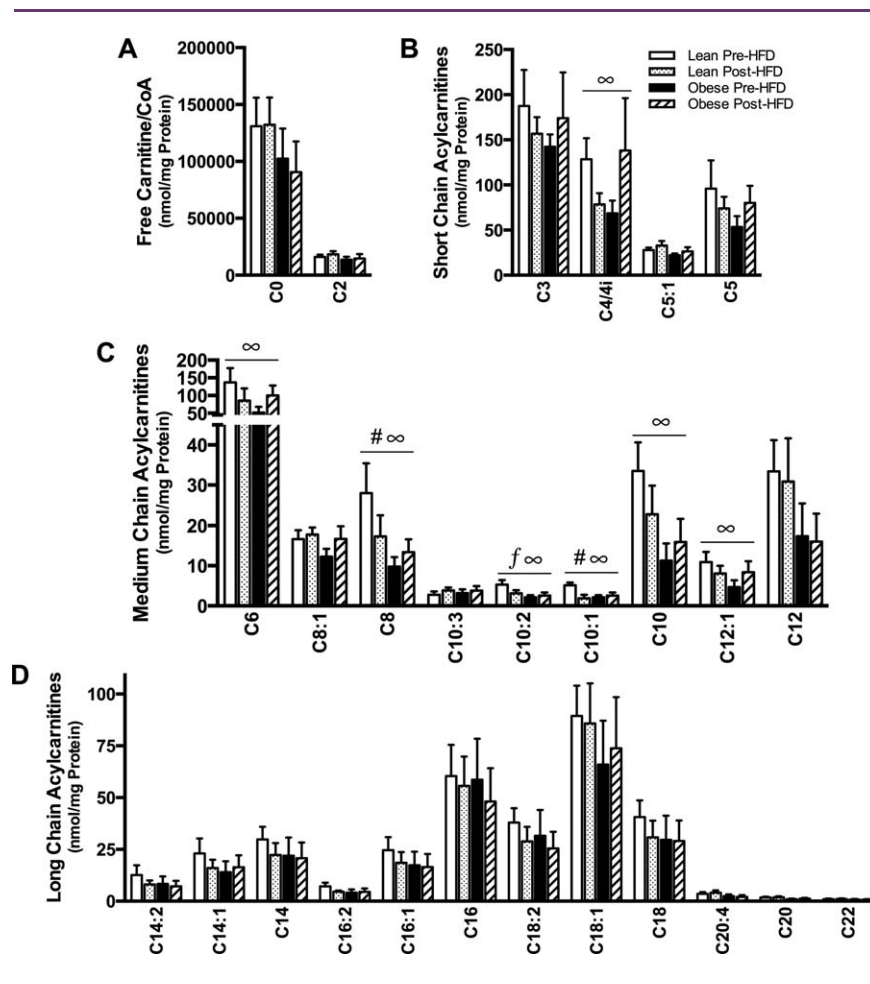 A
Free Carnitine/CoA
(nmol/mg Protein)
200000
150000
100000
50000
0
C0
C2
B
Short Chain Acylcarnitines
(nmol/mg Protein)
250
200
150
100
50
0
∞
Lean Pre-HFD
Lean Post-HFD
Obese Pre-HFD
Obese Post-HFD
C3
C4/4i
C5:1
C5
C
Medium Chain Acylcarnitines
(nmol/mg Protein)
200
150
100
50
40
30
20
10
0
∞
# ∞
ƒ ∞
# ∞
∞
∞
C6
C8:1
C8
C10:3
C10:2
C10:1
C10
C12:1
C12
D
Long Chain Acylcarnitines
(nmol/mg Protein)
100
75
50
25
0
C14:2
C14:1
C14
C16:2
C16:1
C16
C18:2
C18:1
C18
C20:4
C20
C22